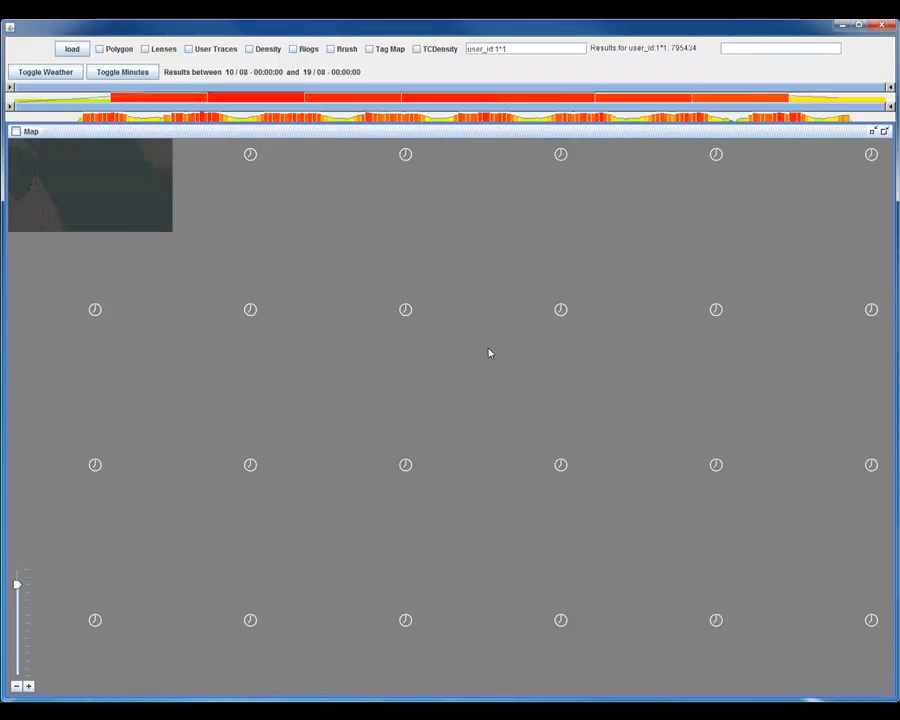 load Polygon Lenses User Traces Density Blogs Brush Tag Map TCDensity user_id:1*1 Results for user_id:1*1: 795434
Toggle Weather Toggle Minutes Results between 10 / 08 - 00:00:00 and 19 / 08 - 00:00:00
Map